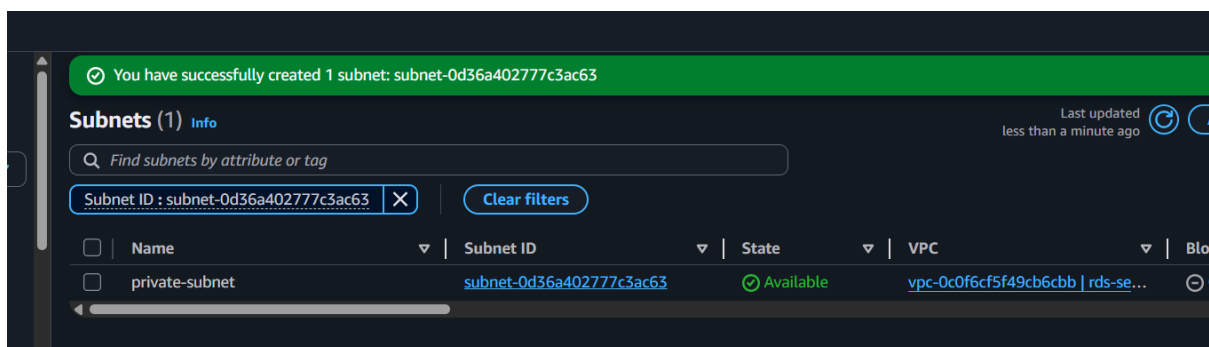 You have successfully created 1 subnet: subnet-0d36a402777c3ac63
Subnets (1) Info
Last updated
less than a minute ago
Find subnets by attribute or tag
Subnet ID : subnet-0d36a402777c3ac63
Clear filters
Name Subnet ID State VPC Blo
private-subnet subnet-0d36a402777c3ac63 Available vpc-0c0f6cf5f49cb6cbb | rds-se...